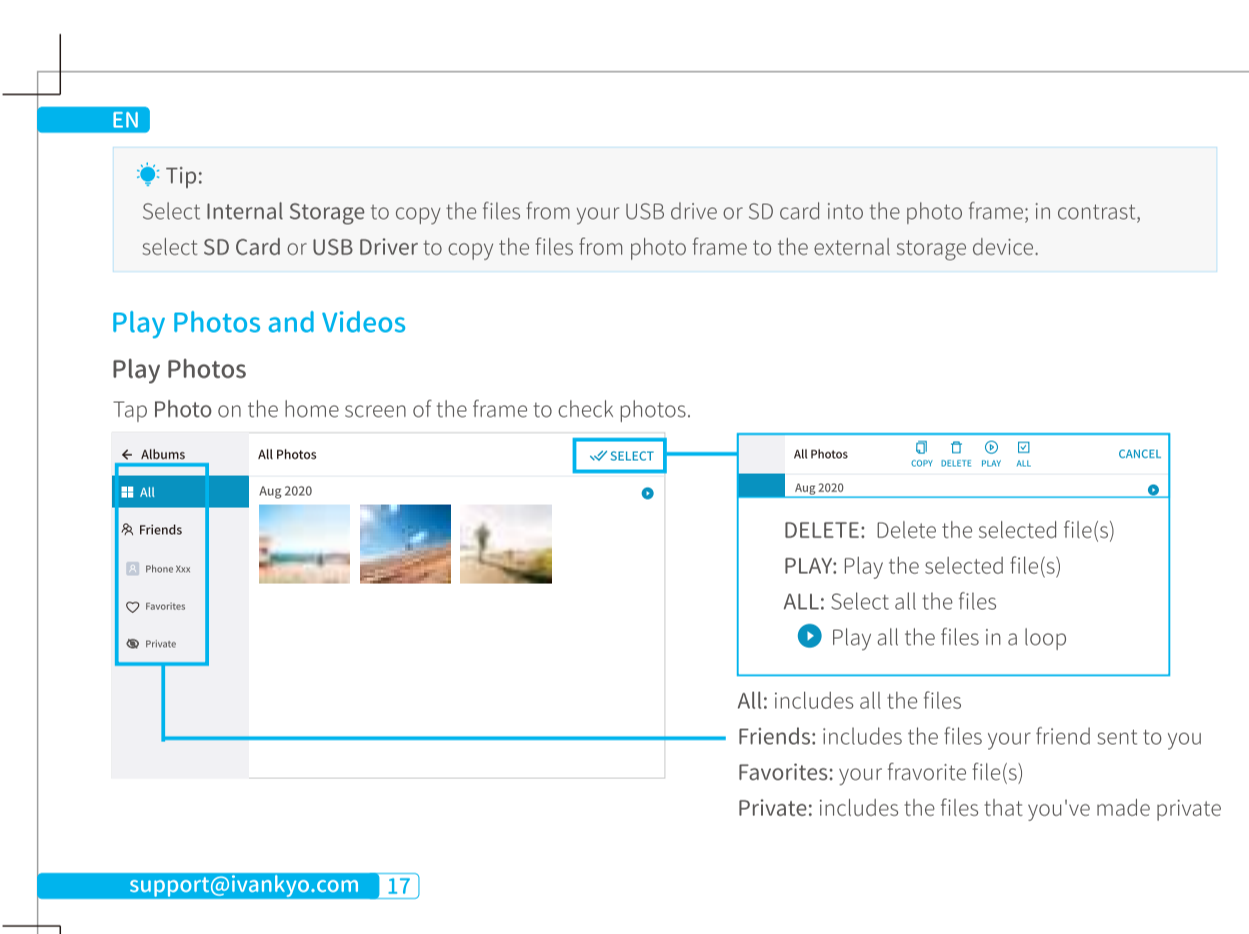 EN
Tip:
Select Internal Storage to copy the files from your USB drive or SD card into the photo frame; in contrast,
select SD Card or USB Driver to copy the files from photo frame to the external storage device.
Play Photos and Videos
Play Photos
Tap Photo on the home screen of the frame to check photos.
Albums
All
Friends
Phone Xxx
Favorites
Private
All Photos
SELECT
Aug 2020
All Photos
COPY DELETE PLAY ALL
CANCEL
Aug 2020
DELETE: Delete the selected file(s)
PLAY: Play the selected file(s)
ALL: Select all the files
Play all the files in a loop
All: includes all the files
Friends: includes the files your friend sent to you
Favorites: your fravorite file(s)
Private: includes the files that you've made private
support@ivankyo.com 17